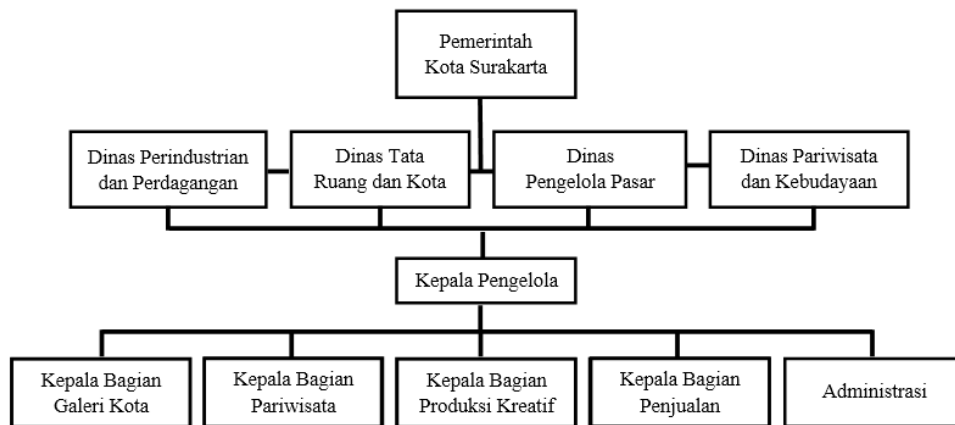 Pemerintah
Kota Surakarta
Dinas Perindustrian
dan Perdagangan
Dinas Tata
Ruang dan Kota
Dinas
Pengelola Pasar
Dinas Pariwisata
dan Kebudayaan
Kepala Pengelola
Kepala Bagian
Galeri Kota
Kepala Bagian
Pariwisata
Kepala Bagian
Produksi Kreatif
Kepala Bagian
Penjualan
Administrasi